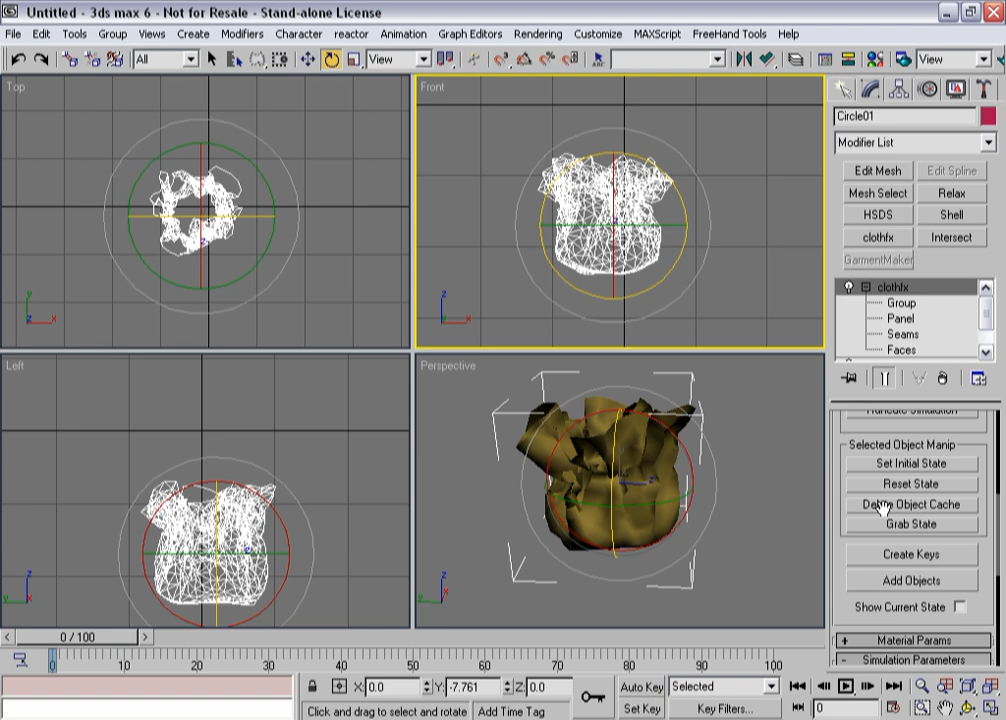 Untitled - 3ds max 6 - Not for Resale - Stand-alone License
File Edit Tools Group Views Create Modifiers Character reactor Animation Graph Editors Rendering Customize MAXScript FreeHand Tools Help
All View View
Top
Front
Left
Perspective
Circle01
Modifier List
Edit Mesh Edit Spline
Mesh Select Relax
HSDS Shell
clothfx Intersect
GarmentMaker
clothfx
Group
Panel
Seams
Faces
Truncate Simulation
Selected Object Manip
Set Initial State
Reset State
Object Cache
Grab State
Create Keys
Add Objects
Show Current State
+ Material Params
- Simulation Parameters
< 0 / 100 >
0 10 20 30 40 50 60 70 80 90 100
X: 0.0 Y: -7.761 Z: 0.0
Auto Key Selected
Set Key Key Filters... 0
Click and drag to select and rotate Add Time Tag